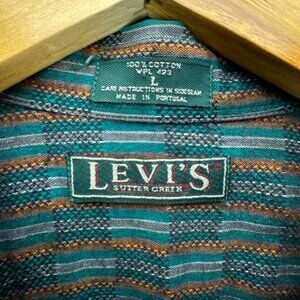 100% COTTON
WPL 423
L
CARE INSTRUCTIONS IN SIDESEAM
MADE IN PORTUGAL
LEVI'S
SUTTER CREEK